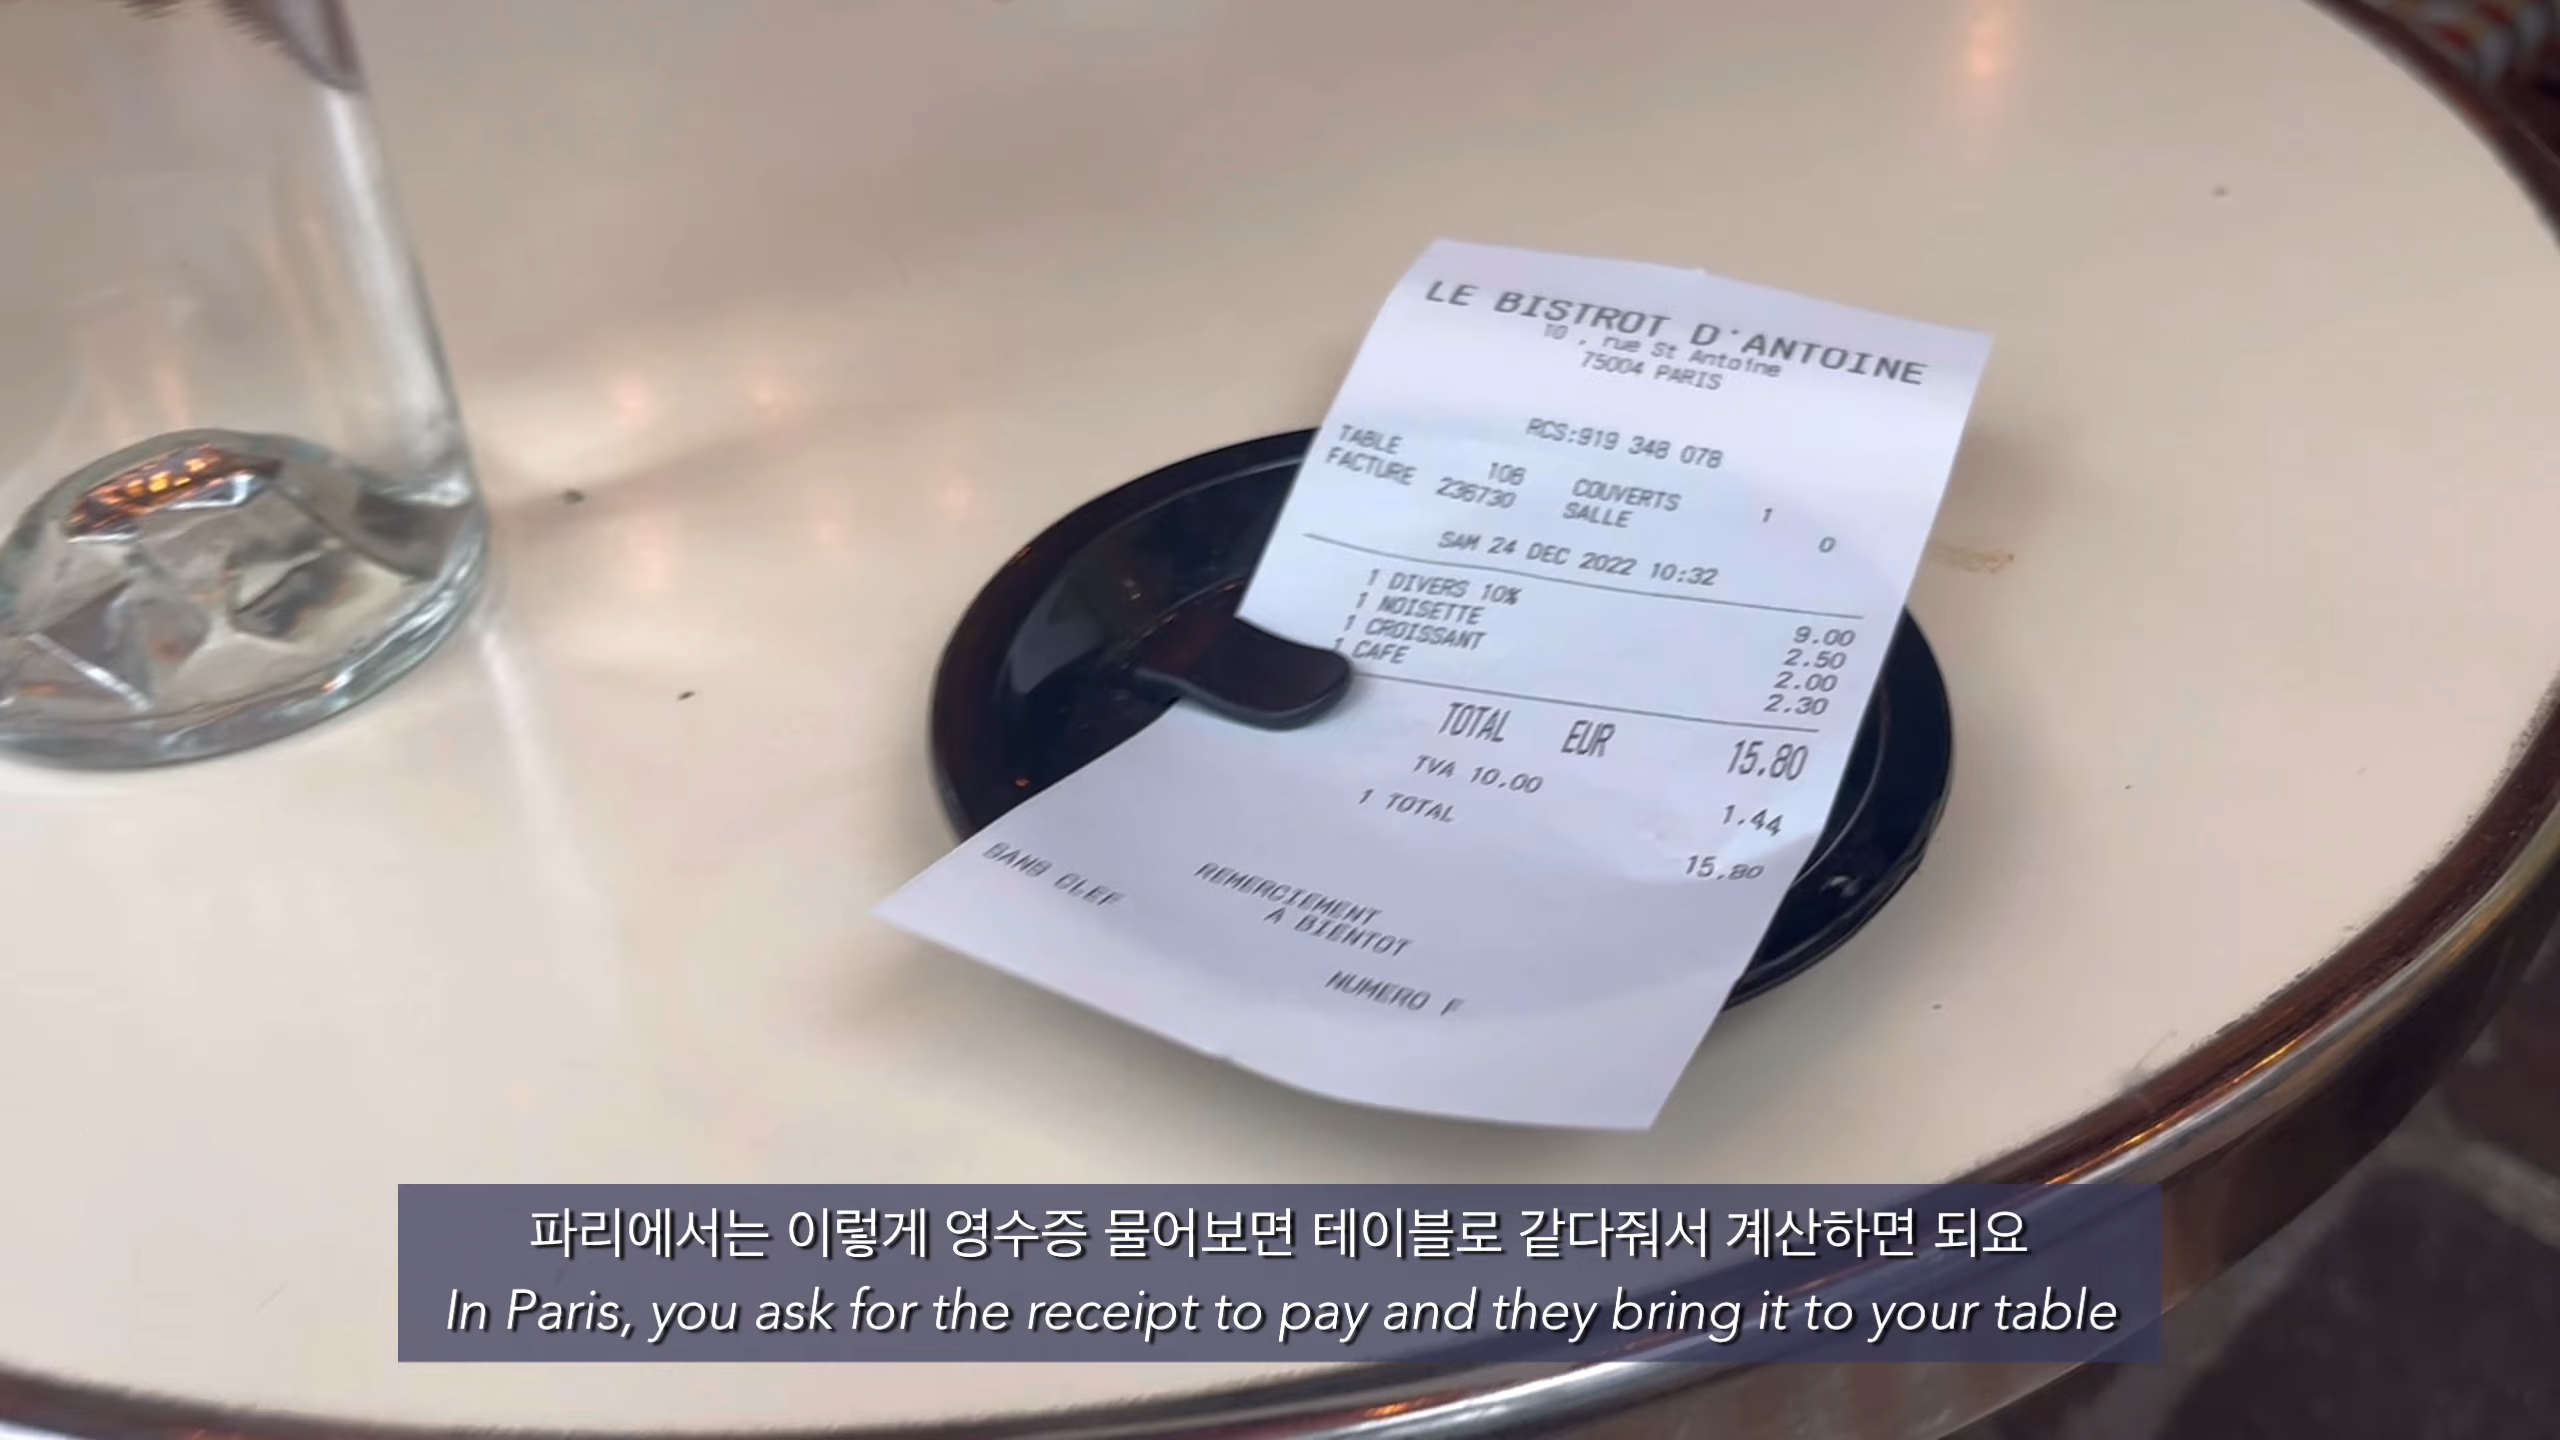 LE BISTROT D'ANTOINE
10 , rue St Antoine
75004 PARIS
RCS:919 348 078
TABLE 106 COUVERTS 1
FACTURE 236730 SALLE 0
SAM 24 DEC 2022 10:32
1 DIVERS 10% 9.00
1 NOISETTE 2.50
1 CROISSANT 2.00
1 CAFE 2.30
TOTAL EUR 15.80
TVA 10.00 1.44
1 TOTAL 15.80
SANS CLEF
REMERCIEMENT
A BIENTOT
NUMERO F
파리에서는 이렇게 영수증 물어보면 테이블로 같다줘서 계산하면 되요
In Paris, you ask for the receipt to pay and they bring it to your table